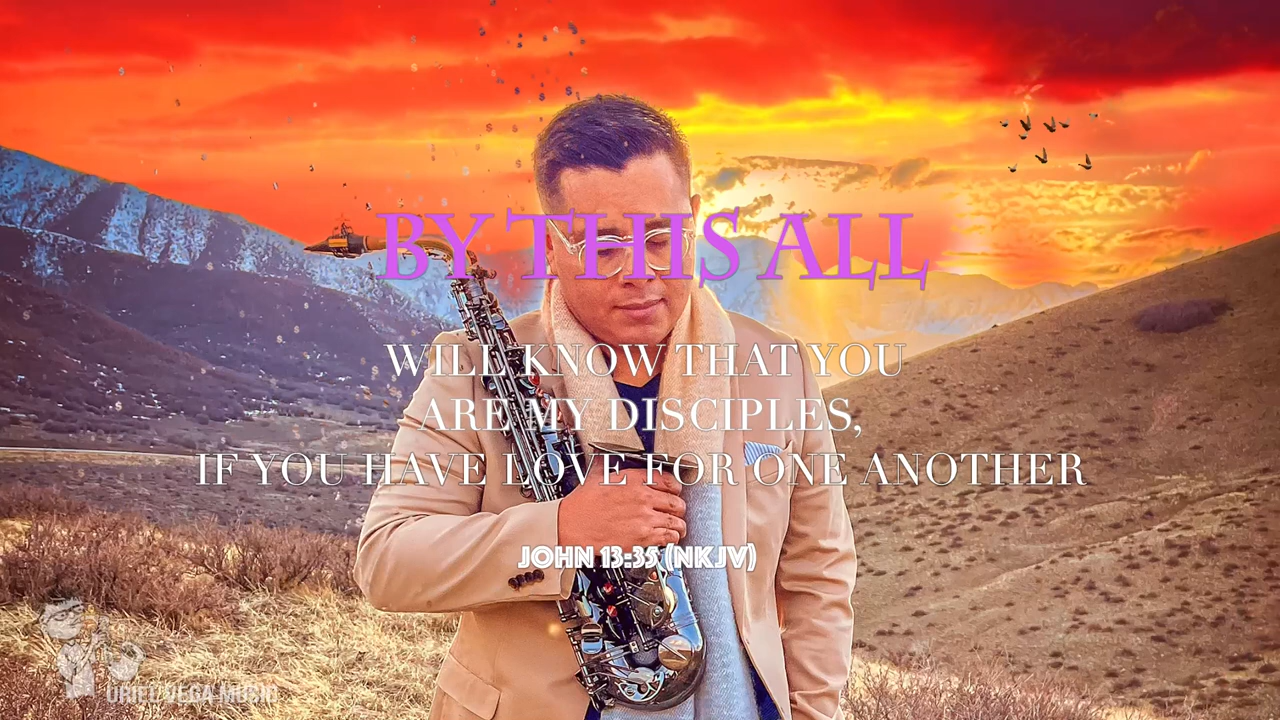 BY THIS ALL
WILL KNOW THAT YOU
ARE MY DISCIPLES,
IF YOU HAVE LOVE FOR ONE ANOTHER
JOHN 13:35 (NKJV)
URIEL VEGA MUSIC